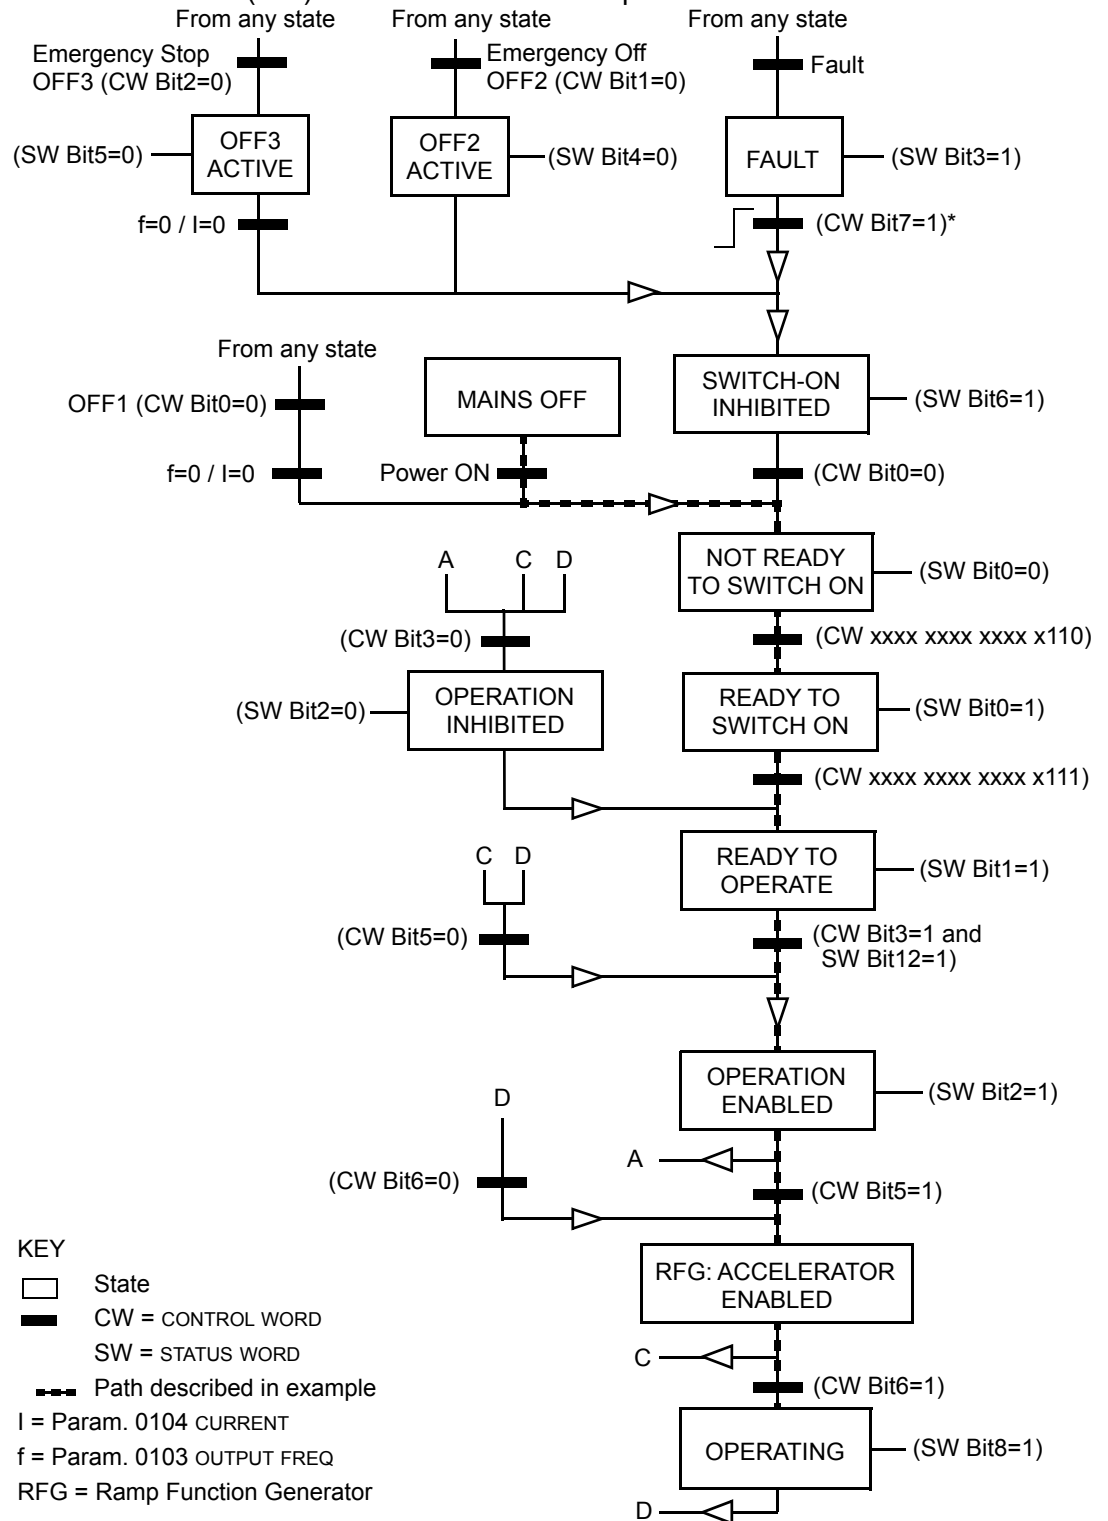 From any state
From any state
From any state
Emergency Stop
OFF3 (CW Bit2=0)
Emergency Off
OFF2 (CW Bit1=0)
Fault
(SW Bit5=0)
OFF3
ACTIVE
OFF2
ACTIVE
(SW Bit4=0)
FAULT
(SW Bit3=1)
f=0 / I=0
(CW Bit7=1)*
From any state
OFF1 (CW Bit0=0)
MAINS OFF
SWITCH-ON
INHIBITED
(SW Bit6=1)
f=0 / I=0
Power ON
(CW Bit0=0)
A
C
D
NOT READY
TO SWITCH ON
(SW Bit0=0)
(CW Bit3=0)
(CW xxxx xxxx xxxx x110)
(SW Bit2=0)
OPERATION
INHIBITED
READY TO
SWITCH ON
(SW Bit0=1)
(CW xxxx xxxx xxxx x111)
C
D
READY TO
OPERATE
(SW Bit1=1)
(CW Bit5=0)
(CW Bit3=1 and
SW Bit12=1)
OPERATION
ENABLED
(SW Bit2=1)
D
A
(CW Bit6=0)
(CW Bit5=1)
RFG: ACCELERATOR
ENABLED
C
(CW Bit6=1)
OPERATING
(SW Bit8=1)
D
KEY
State
CW = CONTROL WORD
SW = STATUS WORD
Path described in example
I = Param. 0104 CURRENT
f = Param. 0103 OUTPUT FREQ
RFG = Ramp Function Generator